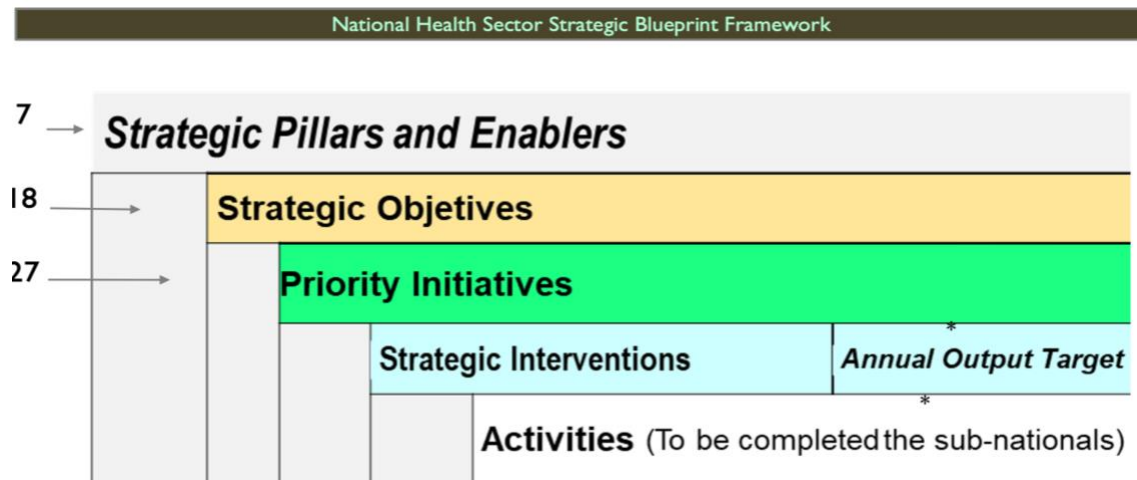 National Health Sector Strategic Blueprint Framework
7
Strategic Pillars and Enablers
18
Strategic Objetives
27
Priority Initiatives
*
Strategic Interventions
Annual Output Target
*
Activities (To be completed the sub-nationals)